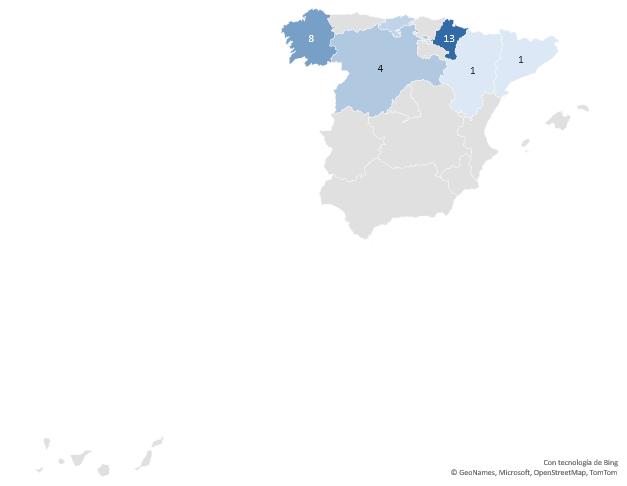 8
13
4
1
1
Con tecnología de Bing
© GeoNames, Microsoft, OpenStreetMap, TomTom